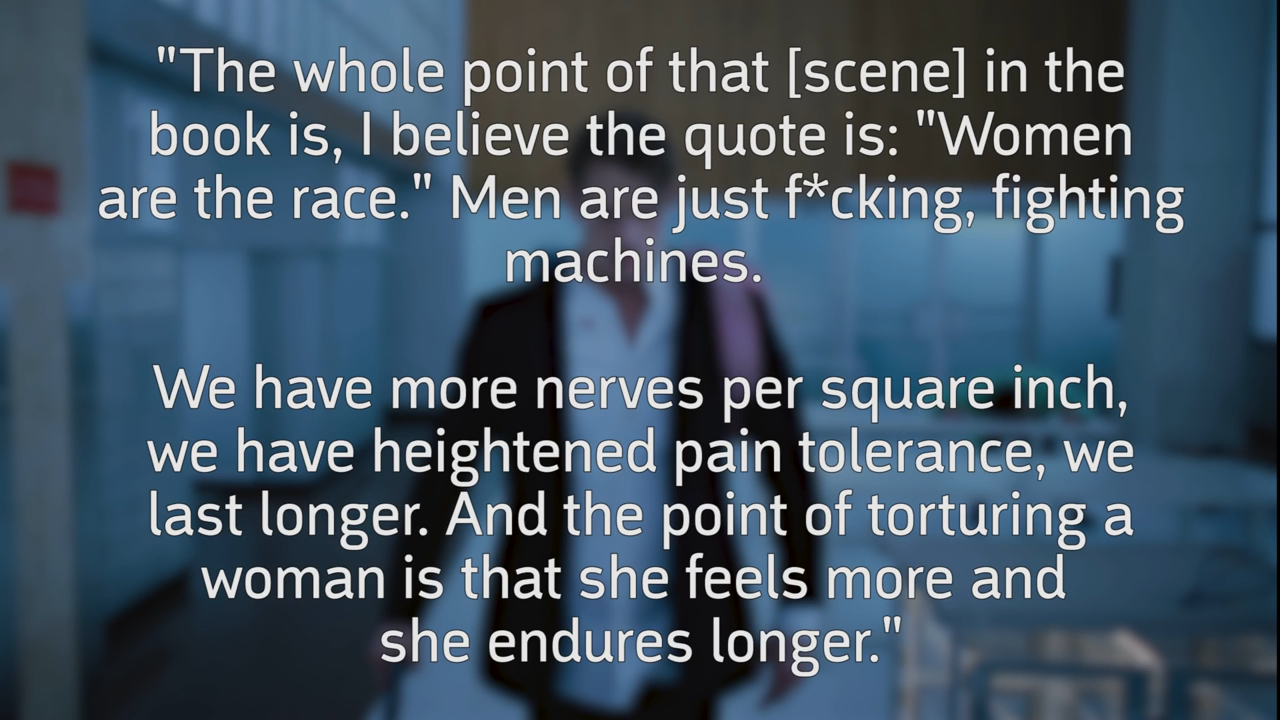 "The whole point of that [scene] in the
book is, I believe the quote is: "Women
are the race." Men are just f*cking, fighting
machines.
We have more nerves per square inch,
we have heightened pain tolerance, we
last longer. And the point of torturing a
woman is that she feels more and
she endures longer."